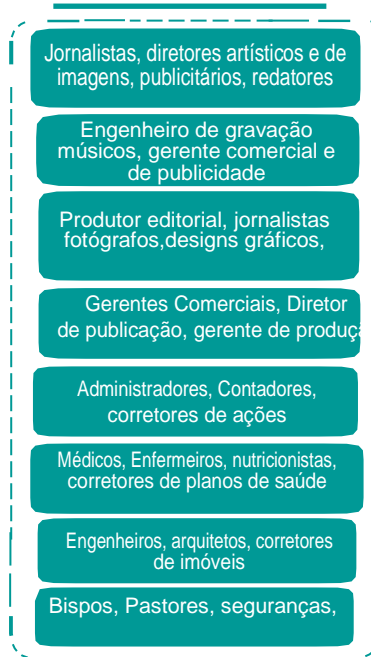 Jornalistas, diretores artísticos e de
imagens, publicitários, redatores
Engenheiro de gravação
músicos, gerente comercial e
de publicidade
Produtor editorial, jornalistas
fotógrafos,designs gráficos,
Gerentes Comerciais, Diretor
de publicação, gerente de produçã
Administradores, Contadores,
corretores de ações
Médicos, Enfermeiros, nutricionistas,
corretores de planos de saúde
Engenheiros, arquitetos, corretores
de imóveis
Bispos, Pastores, seguranças,